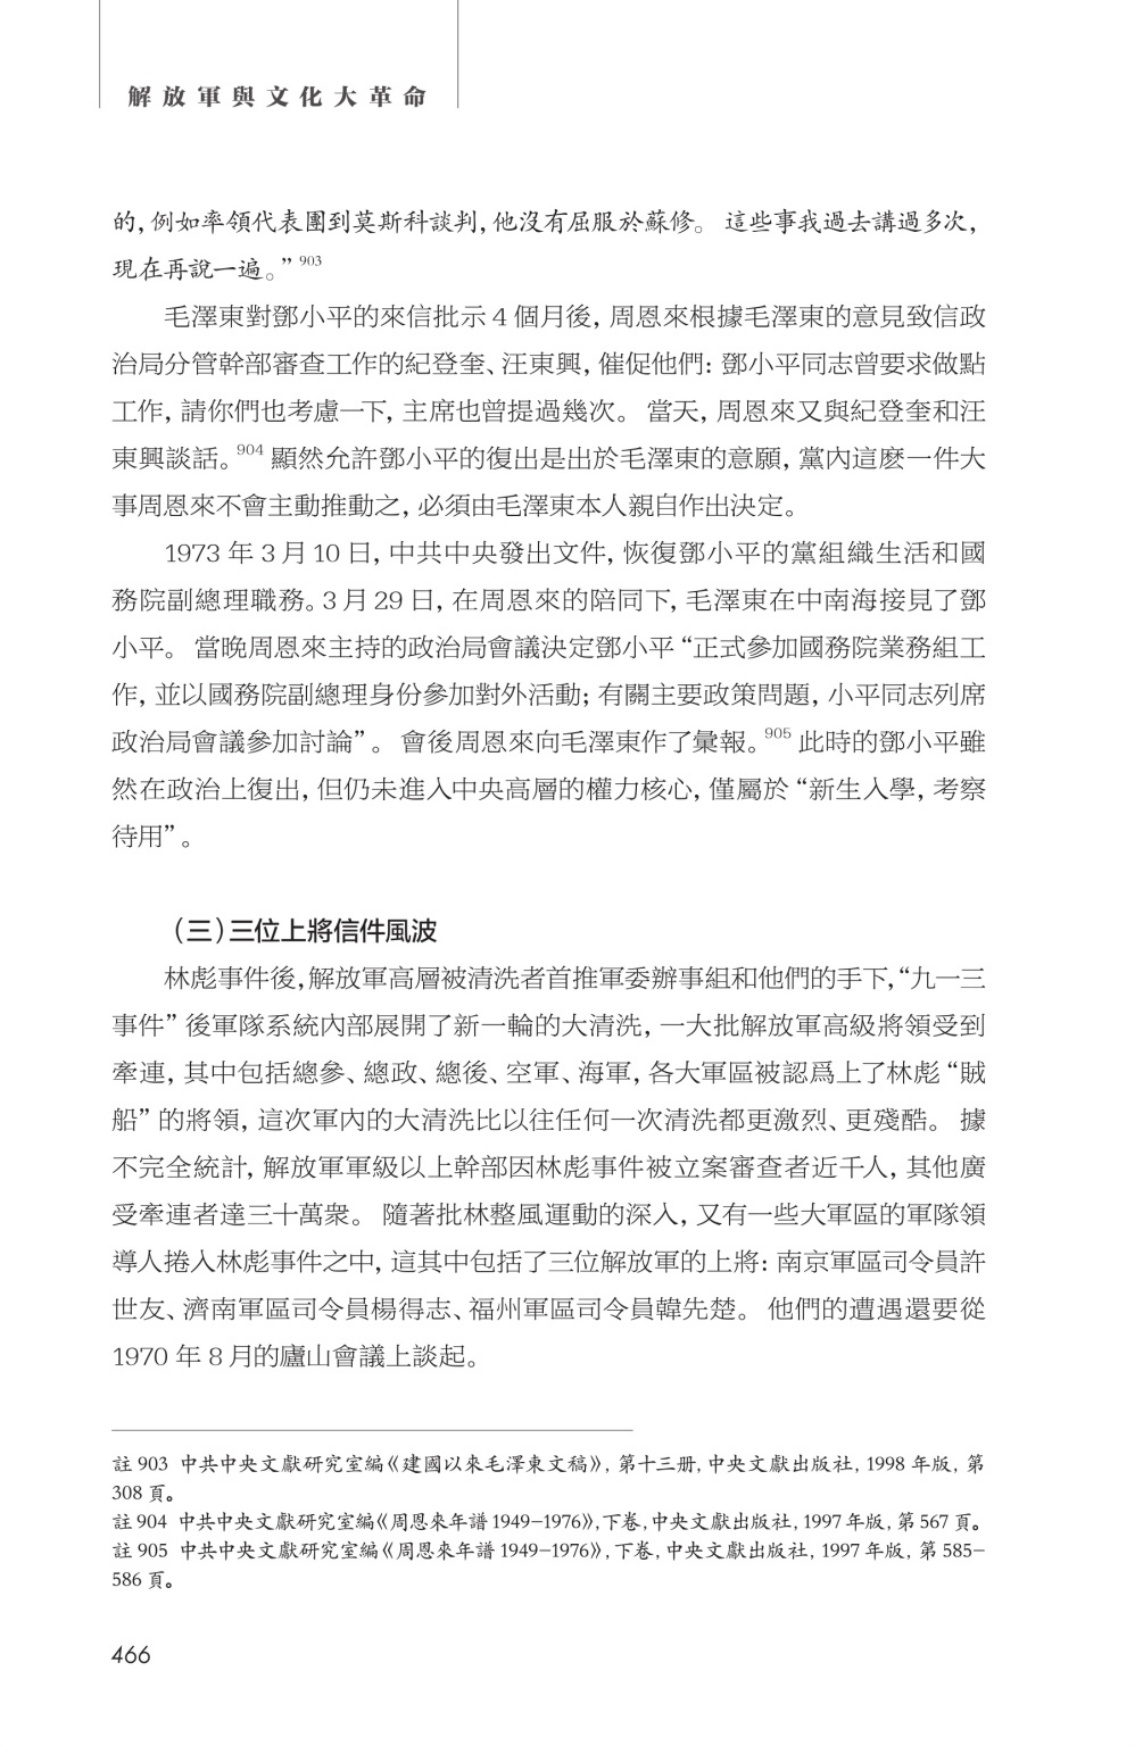 解放軍與文化大革命
的，例如率領代表團到莫斯科談判，他沒有屈服於蘇修。 這些事我過去講過多次，
現在再說一遍。” 903
毛澤東對鄧小平的來信批示 4 個月後，周恩來根據毛澤東的意見致信政
治局分管幹部審查工作的紀登奎、汪東興，催促他們：鄧小平同志曾要求做點
工作，請你們也考慮一下，主席也曾提過幾次。 當天，周恩來又與紀登奎和汪
東興談話。904 顯然允許鄧小平的復出是出於毛澤東的意願，黨內這麽一件大
事周恩來不會主動推動之，必須由毛澤東本人親自作出決定。
1973 年 3 月 10 日，中共中央發出文件，恢復鄧小平的黨組織生活和國
務院副總理職務。3 月 29 日，在周恩來的陪同下，毛澤東在中南海接見了鄧
小平。 當晚周恩來主持的政治局會議決定鄧小平 “正式參加國務院業務組工
作，並以國務院副總理身份參加對外活動；有關主要政策問題，小平同志列席
政治局會議參加討論” 。 會後周恩來向毛澤東作了彙報。905 此時的鄧小平雖
然在政治上復出，但仍未進入中央高層的權力核心，僅屬於 “新生入學，考察
待用” 。
（三）三位上將信件風波
林彪事件後，解放軍高層被清洗者首推軍委辦事組和他們的手下，“九一三
事件” 後軍隊系統內部展開了新一輪的大清洗，一大批解放軍高級將領受到
牽連，其中包括總參、總政、總後、空軍、海軍，各大軍區被認爲上了林彪 “賊
船” 的將領，這次軍內的大清洗比以往任何一次清洗都更激烈、更殘酷。 據
不完全統計，解放軍軍級以上幹部因林彪事件被立案審查者近千人，其他廣
受牽連者達三十萬衆。 隨著批林整風運動的深入，又有一些大軍區的軍隊領
導人捲入林彪事件之中，這其中包括了三位解放軍的上將：南京軍區司令員許
世友、濟南軍區司令員楊得志、福州軍區司令員韓先楚。 他們的遭遇還要從
1970 年 8 月的廬山會議上談起。
註 903 中共中央文獻研究室編《建國以來毛澤東文稿》，第十三册，中央文獻出版社，1998 年版，第
308 頁。
註 904 中共中央文獻研究室編《周恩來年譜 1949–1976》，下卷，中央文獻出版社，1997 年版，第 567 頁。
註 905 中共中央文獻研究室編《周恩來年譜 1949–1976》，下卷，中央文獻出版社，1997 年版，第 585–
586 頁。
466